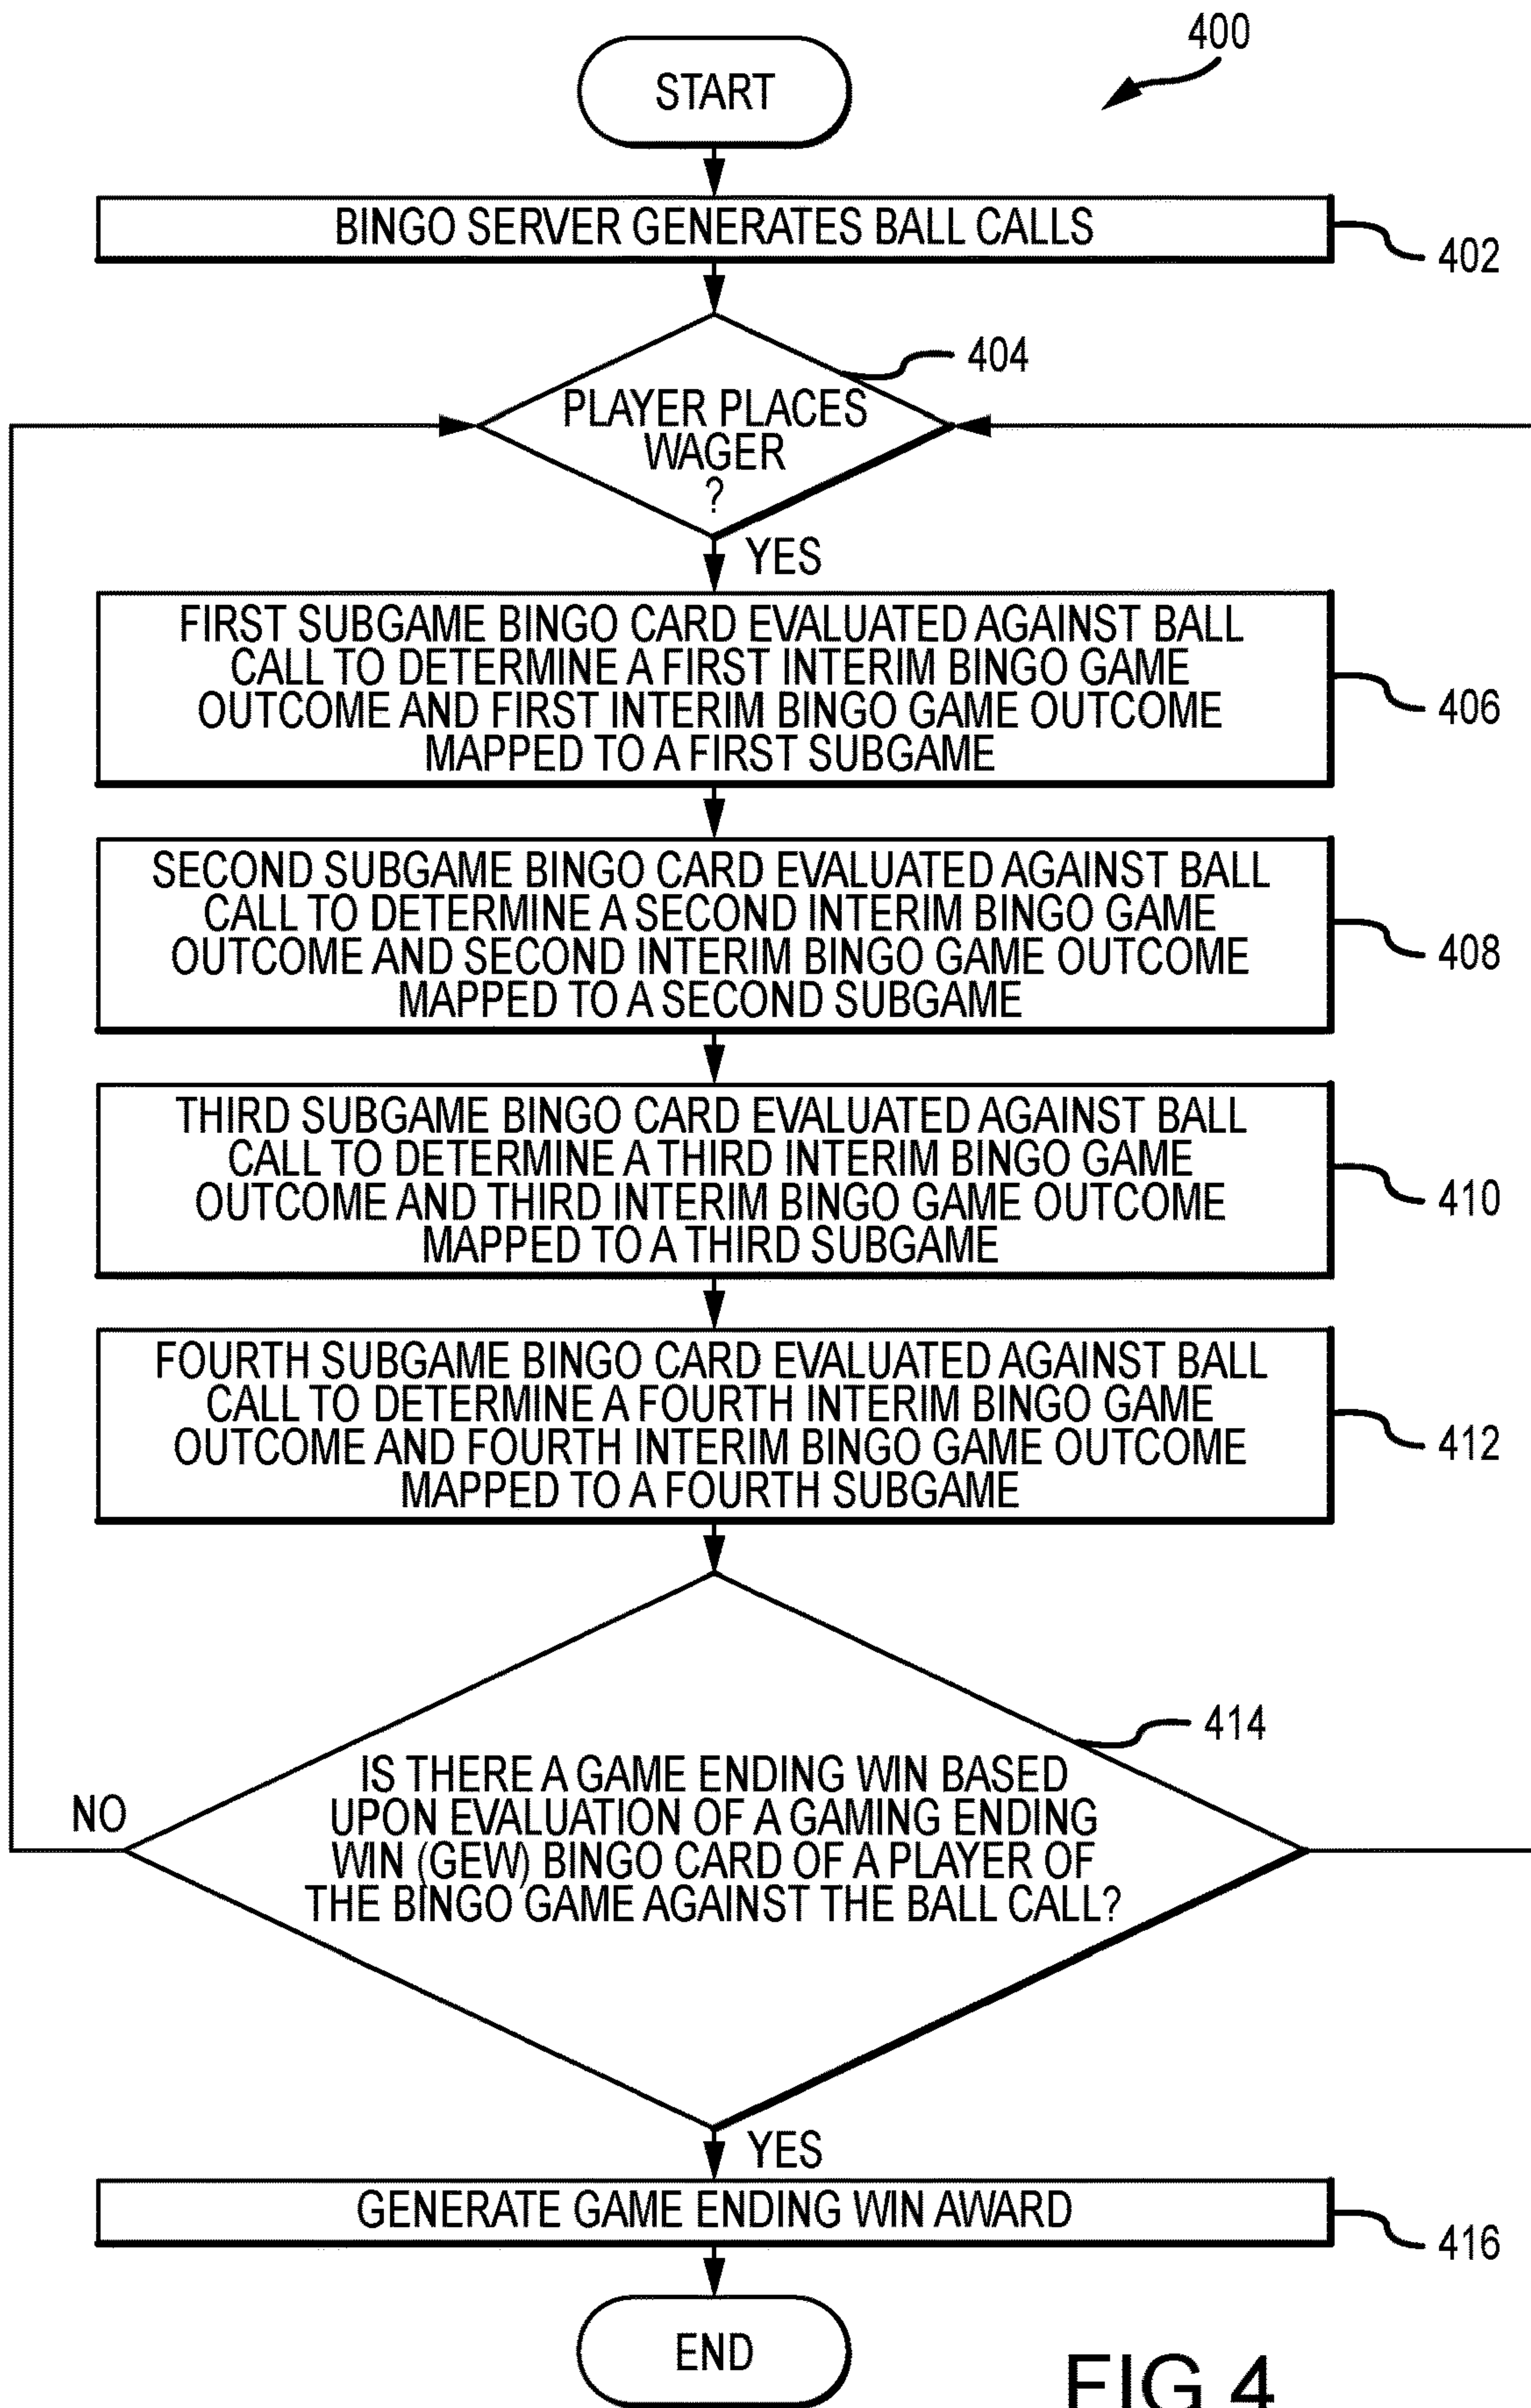 400
START
BINGO SERVER GENERATES BALL CALLS
402
404
PLAYER PLACES
WAGER
?
YES
FIRST SUBGAME BINGO CARD EVALUATED AGAINST BALL
CALL TO DETERMINE A FIRST INTERIM BINGO GAME
OUTCOME AND FIRST INTERIM BINGO GAME OUTCOME
MAPPED TO A FIRST SUBGAME
406
SECOND SUBGAME BINGO CARD EVALUATED AGAINST BALL
CALL TO DETERMINE A SECOND INTERIM BINGO GAME
OUTCOME AND SECOND INTERIM BINGO GAME OUTCOME
MAPPED TO A SECOND SUBGAME
408
THIRD SUBGAME BINGO CARD EVALUATED AGAINST BALL
CALL TO DETERMINE A THIRD INTERIM BINGO GAME
OUTCOME AND THIRD INTERIM BINGO GAME OUTCOME
MAPPED TO A THIRD SUBGAME
410
FOURTH SUBGAME BINGO CARD EVALUATED AGAINST BALL
CALL TO DETERMINE A FOURTH INTERIM BINGO GAME
OUTCOME AND FOURTH INTERIM BINGO GAME OUTCOME
MAPPED TO A FOURTH SUBGAME
412
414
IS THERE A GAME ENDING WIN BASED
UPON EVALUATION OF A GAMING ENDING
WIN (GEW) BINGO CARD OF A PLAYER OF
THE BINGO GAME AGAINST THE BALL CALL?
NO
YES
GENERATE GAME ENDING WIN AWARD
416
END
FIG 4